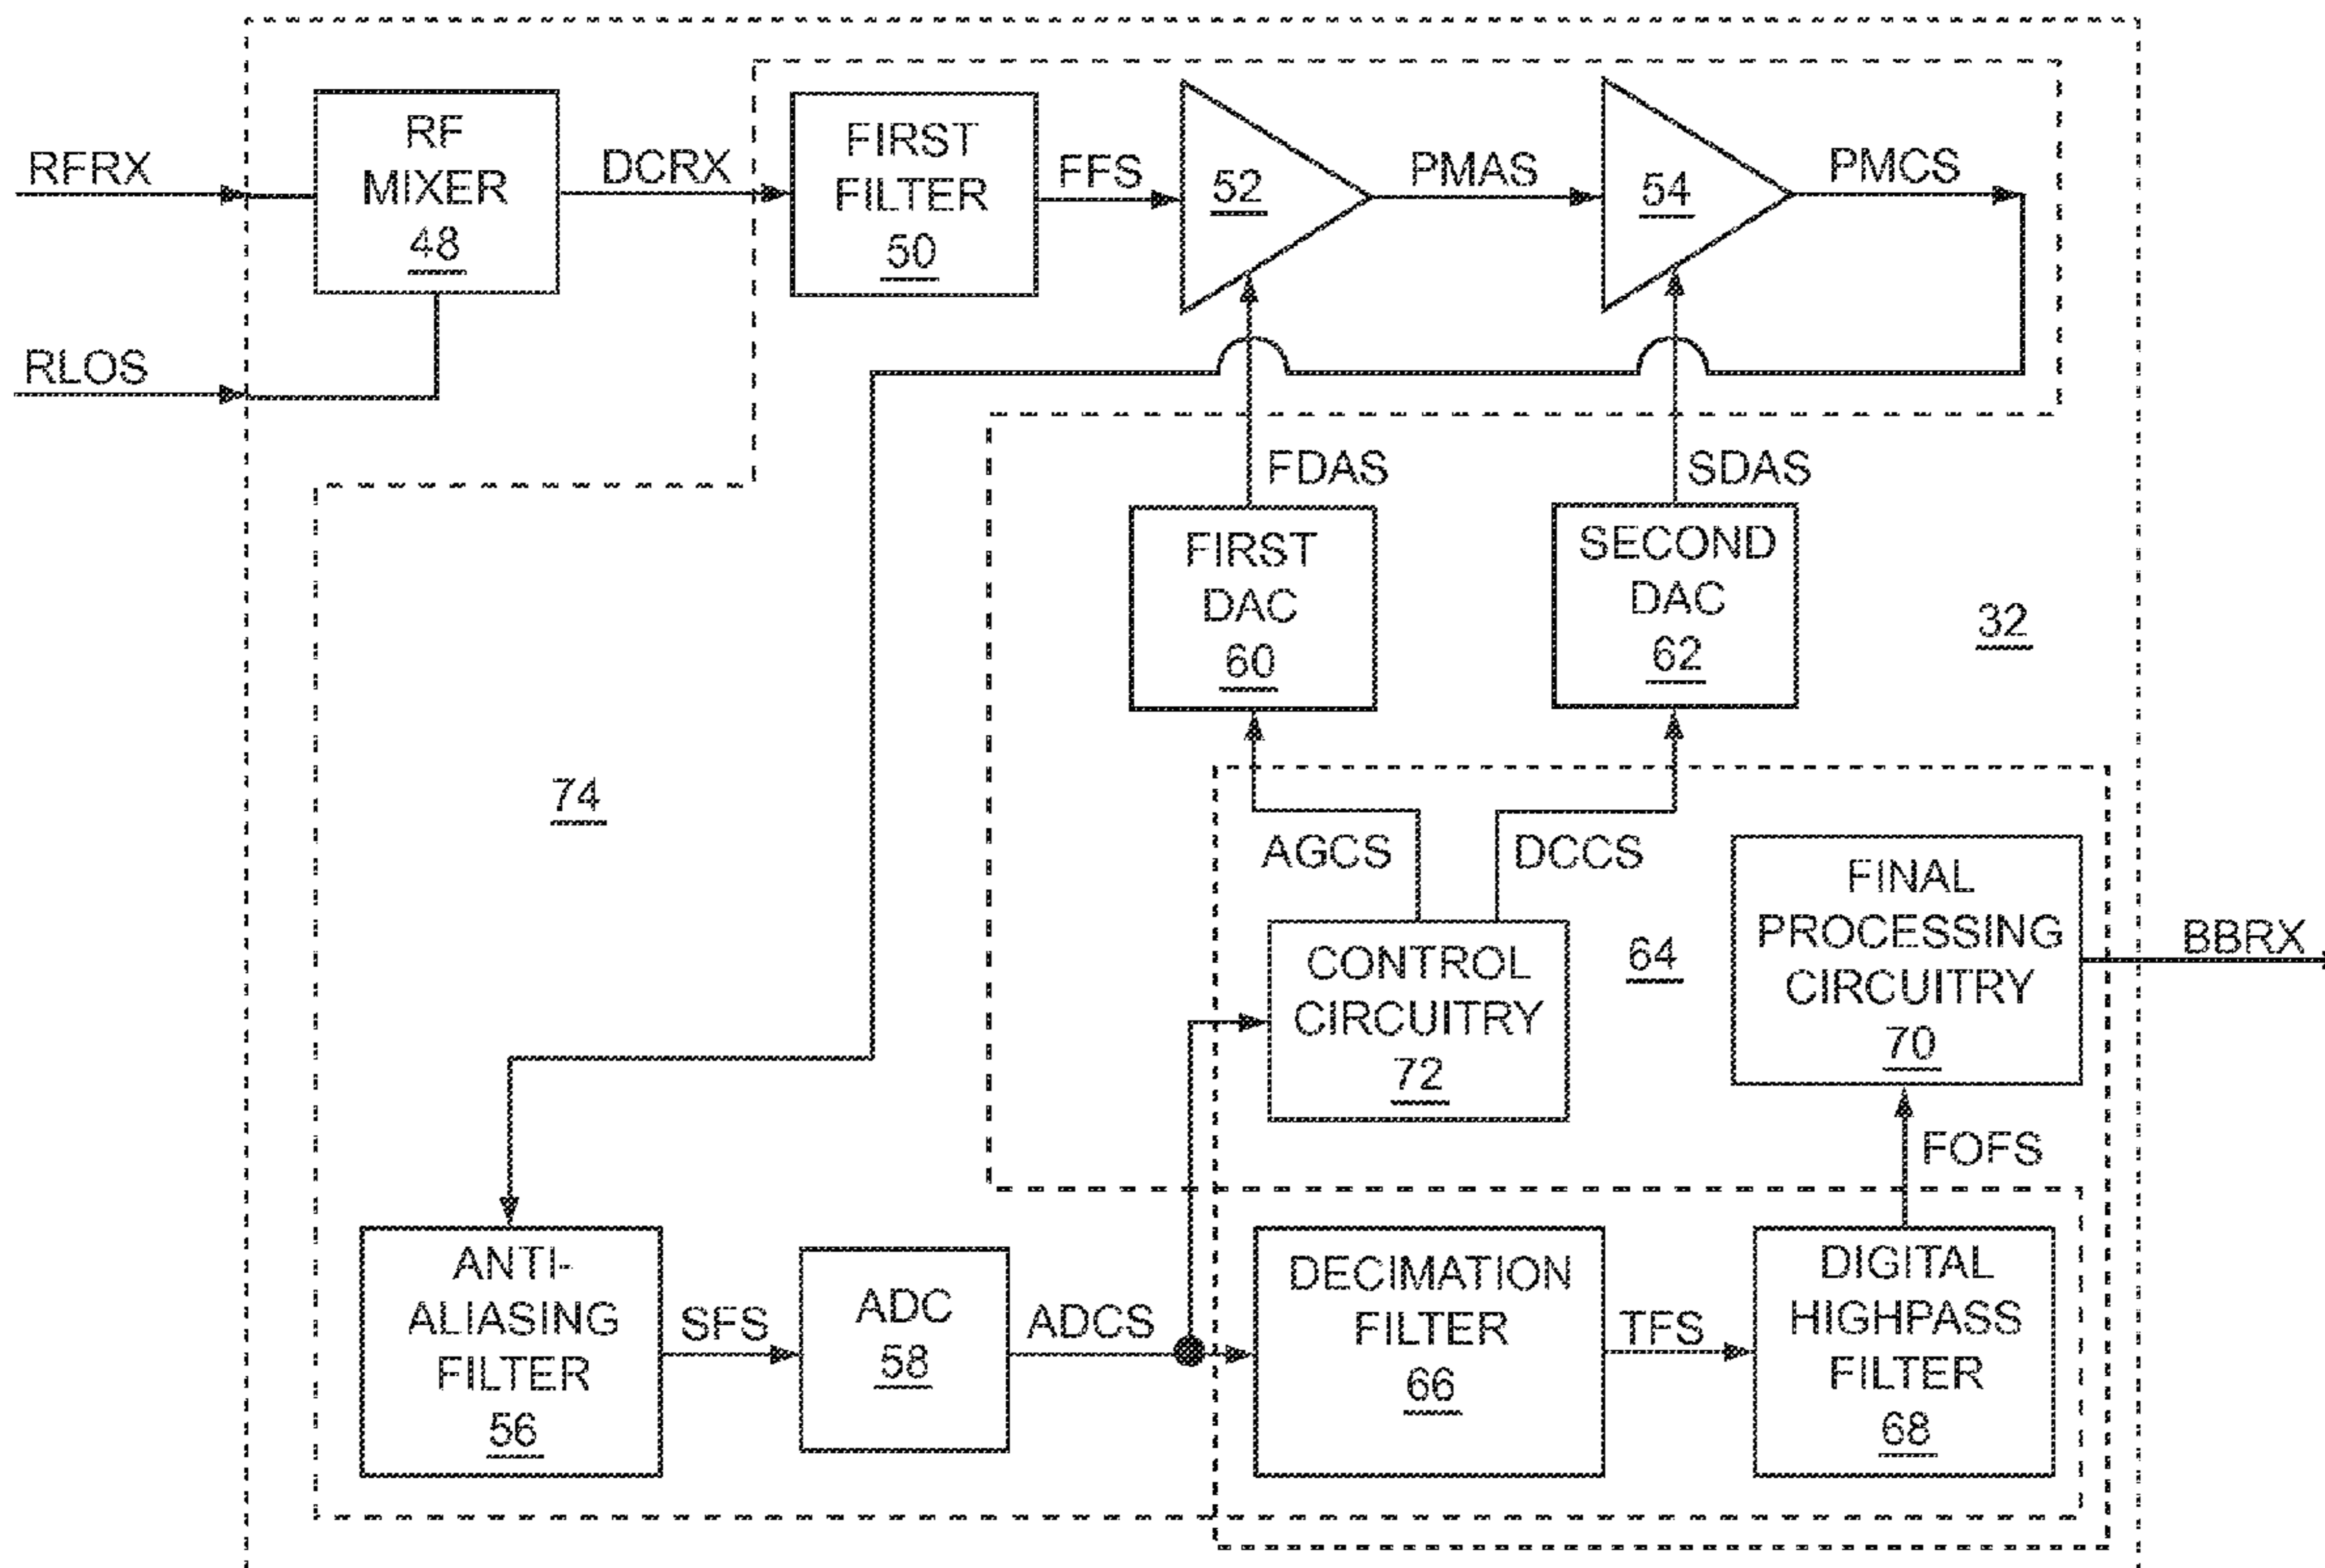 RFRX
RLOS
RF
MIXER
48
DCRX
FIRST
FILTER
50
FFS
52
PMAS
54
PMCS
FDAS
SDAS
FIRST
DAC
60
SECOND
DAC
62
32
74
AGCS
DCCS
CONTROL
CIRCUITRY
72
64
FINAL
PROCESSING
CIRCUITRY
70
BBRX
FOFS
ANTI-
ALIASING
FILTER
56
SFS
ADC
58
ADCS
DECIMATION
FILTER
66
TFS
DIGITAL
HIGHPASS
FILTER
68